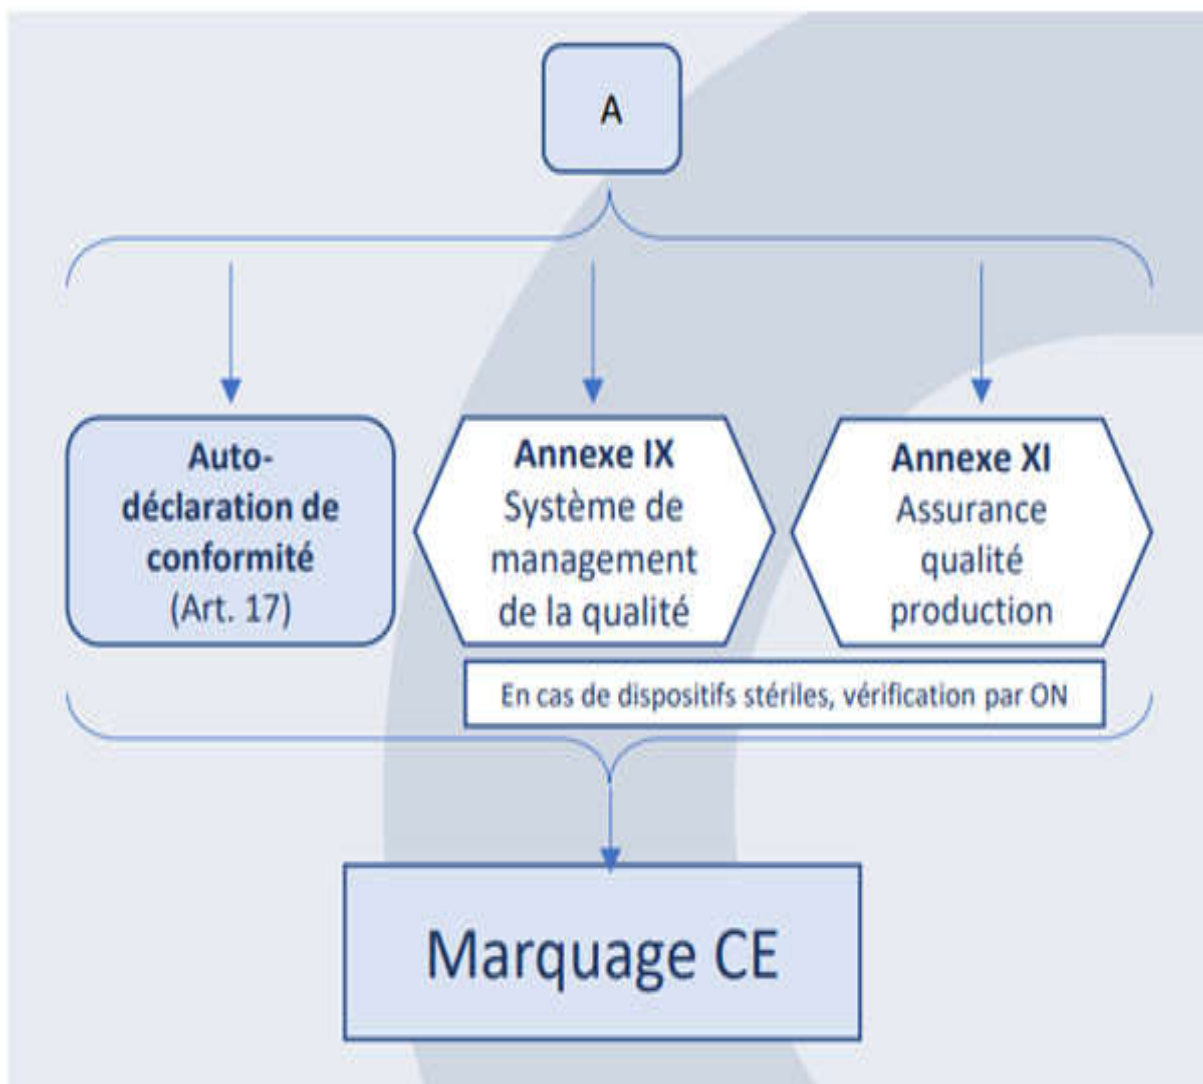 A
Auto-
déclaration de
conformité
(Art. 17)
Annexe IX
Système de
management
de la qualité
Annexe XI
Assurance
qualité
production
En cas de dispositifs stériles, vérification par ON
Marquage CE